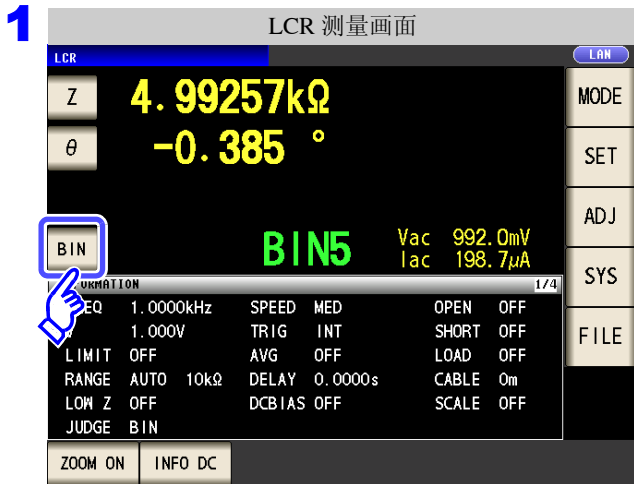 1
LCR 测量画面
LCR LAN
Z 4.99257kΩ MODE
θ -0.385 ° SET
ADJ
BIN BIN5 Vac 992.0mV
Iac 198.7μA SYS
ORMATION 1/4
EQ 1.0000kHz SPEED MED OPEN OFF
V 1.000V TRIG INT SHORT OFF FILE
LIMIT OFF AVG OFF LOAD OFF
RANGE AUTO 10kΩ DELAY 0.0000s CABLE 0m
LOW Z OFF DCBIAS OFF SCALE OFF
JUDGE BIN
ZOOM ON INFO DC